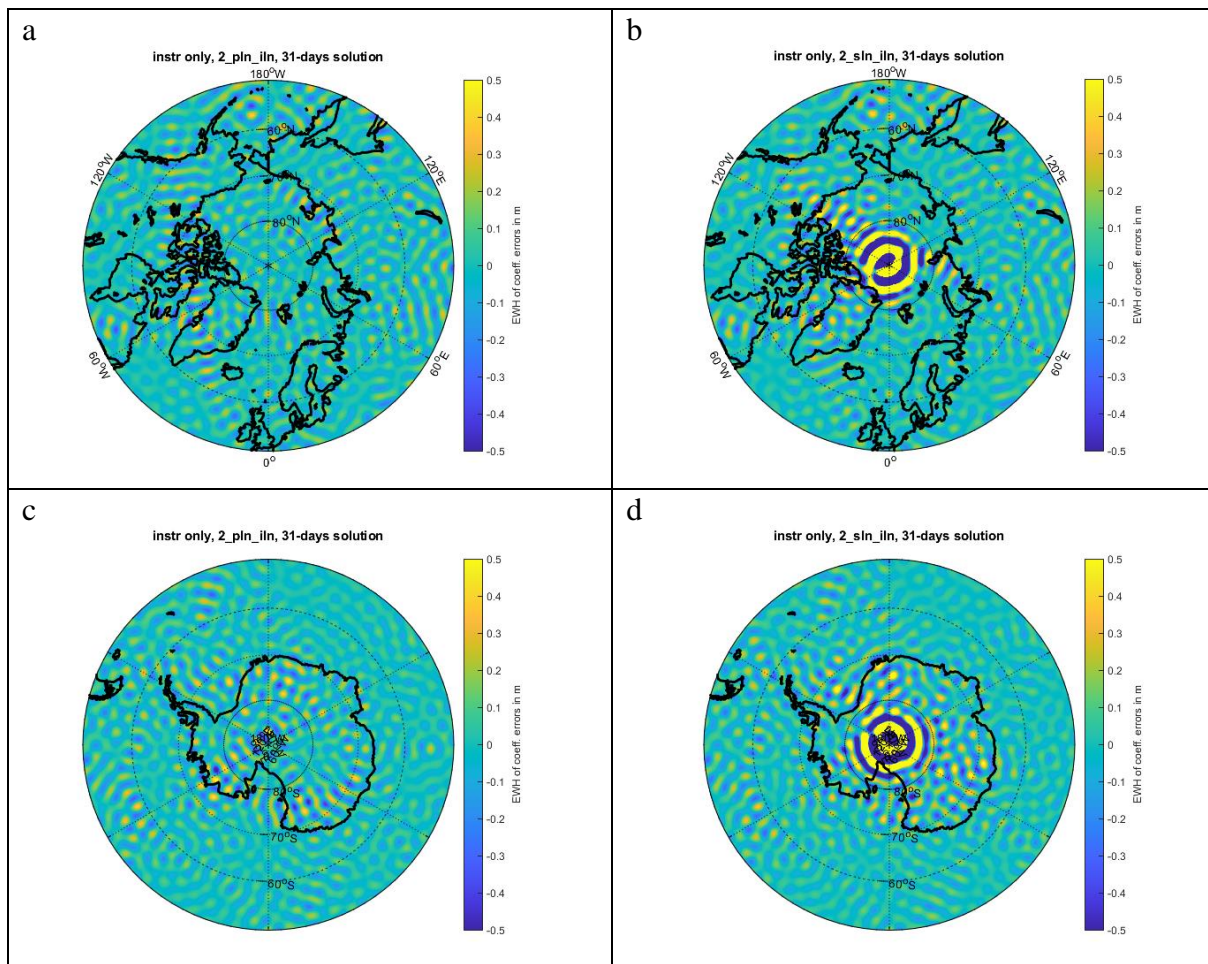 a
instr only, 2_pln_iln, 31-days solution
180°W
0.5
0.4
120°W
60°N
120°E
0.3
0.2
80°N
0.1
0
-0.1
-0.2
60°W
60°E
-0.3
-0.4
0°
-0.5
EWH of coeff. errors in m
b
instr only, 2_sln_iln, 31-days solution
180°W
0.5
0.4
120°W
60°N
120°E
0.3
70°N
0.2
80°N
0.1
0
-0.1
-0.2
60°W
60°E
-0.3
-0.4
0°
-0.5
EWH of coeff. errors in m
c
instr only, 2_pln_iln, 31-days solution
0.5
0.4
0.3
0.2
0.1
0
-0.1
80°S
-0.2
70°S
-0.3
60°S
-0.4
-0.5
EWH of coeff. errors in m
d
instr only, 2_sln_iln, 31-days solution
0.5
0.4
0.3
0.2
0.1
0
-0.1
80°S
-0.2
70°S
-0.3
60°S
-0.4
-0.5
EWH of coeff. errors in m